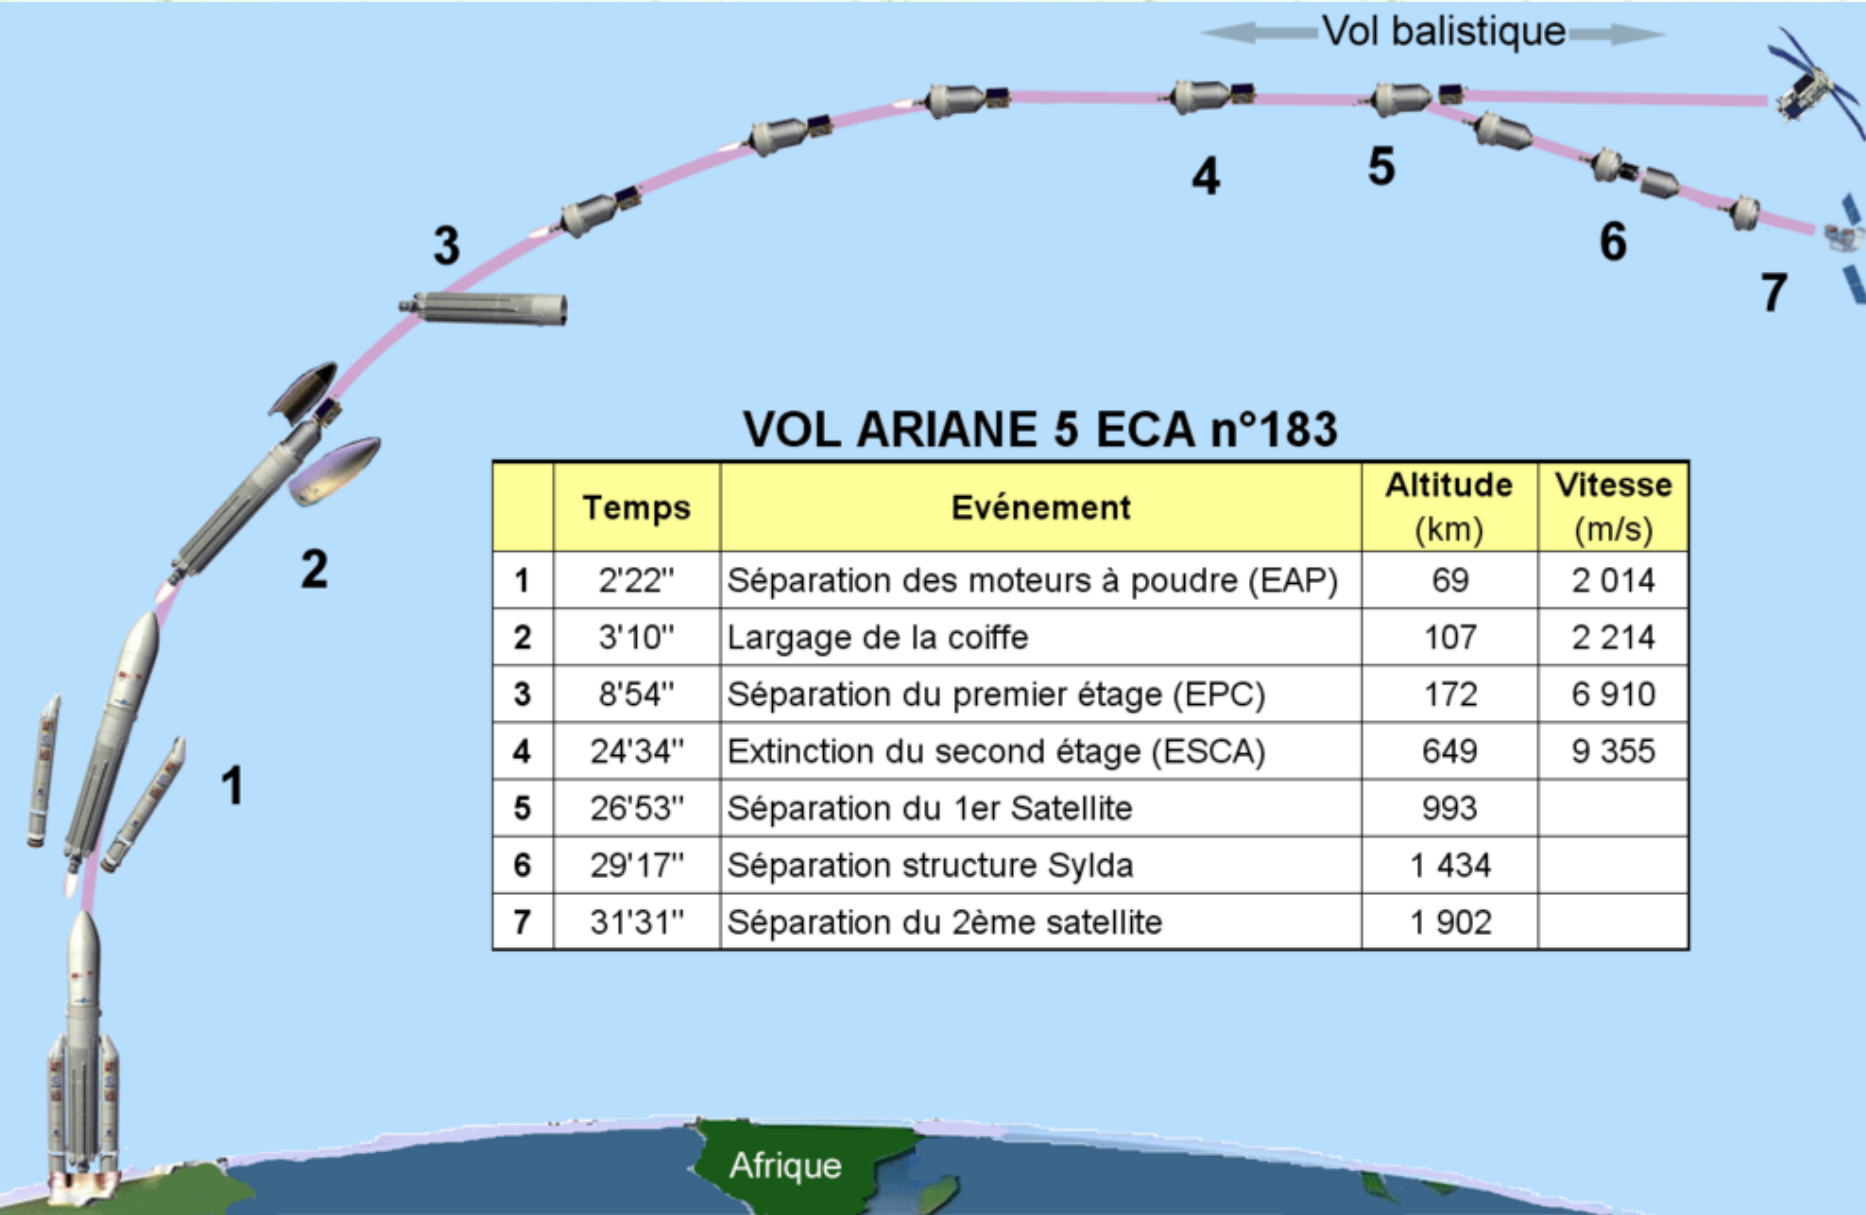 Vol balistique
4
5
3
6
7
2
1
VOL ARIANE 5 ECA n°183
Temps Evénement Altitude (km) Vitesse (m/s)
1 2'22" Séparation des moteurs à poudre (EAP) 69 2 014
2 3'10" Largage de la coiffe 107 2 214
3 8'54" Séparation du premier étage (EPC) 172 6 910
4 24'34" Extinction du second étage (ESCA) 649 9 355
5 26'53" Séparation du 1er Satellite 993
6 29'17" Séparation structure Sylda 1 434
7 31'31" Séparation du 2ème satellite 1 902
Afrique